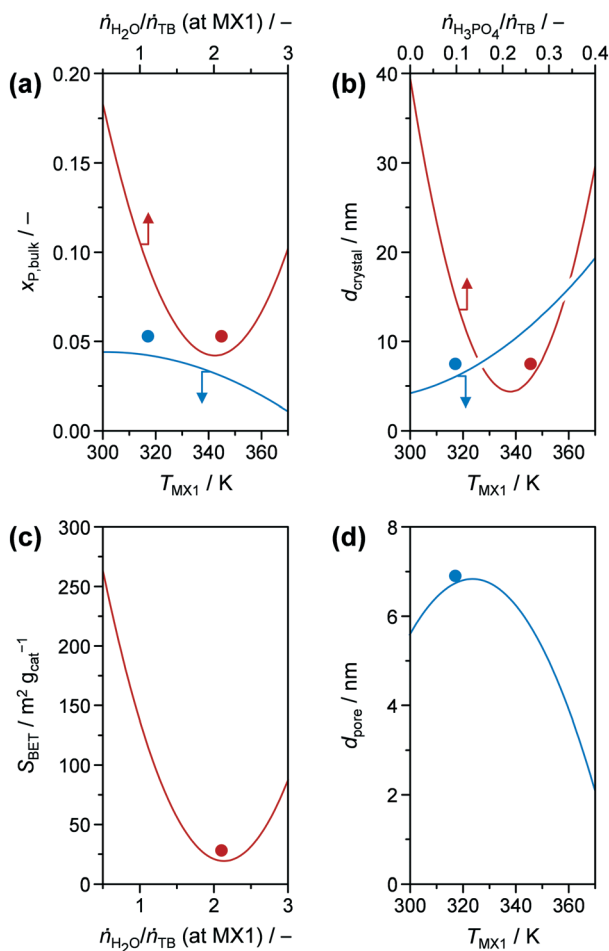 ṅH₂O/ṅTB (at MX1) / –
1 2 3
(a)
0.20
0.15
0.10
0.05
0.00
xP,bulk / –
300 320 340 360
TMX1 / K
ṅH₃PO₄/ṅTB / –
0.0 0.1 0.2 0.3 0.4
(b)
40
30
20
10
0
dcrystal / nm
300 320 340 360
TMX1 / K
(c)
300
250
200
150
100
75
50
25
0
SBET / m² gcat⁻¹
1 2 3
ṅH₂O/ṅTB (at MX1) / –
(d)
8
6
4
2
0
dpore / nm
300 320 340 360
TMX1 / K